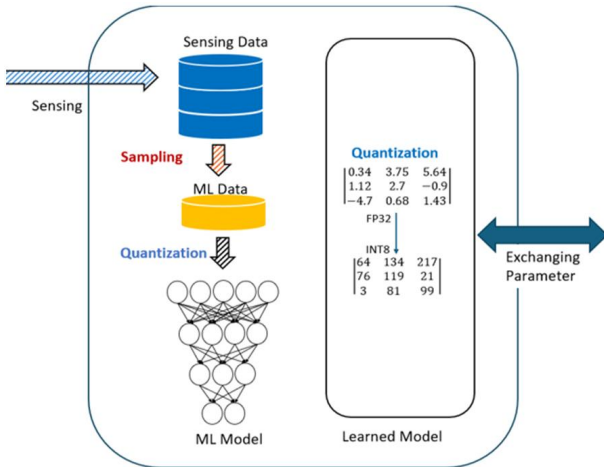 Sensing Data
Sensing
Sampling
ML Data
Quantization
ML Model
Quantization
0.34 3.75 5.64
1.12 2.7 −0.9
−4.7 0.68 1.43
FP32
INT8
64 134 217
76 119 21
3 81 99
Learned Model
Exchanging
Parameter